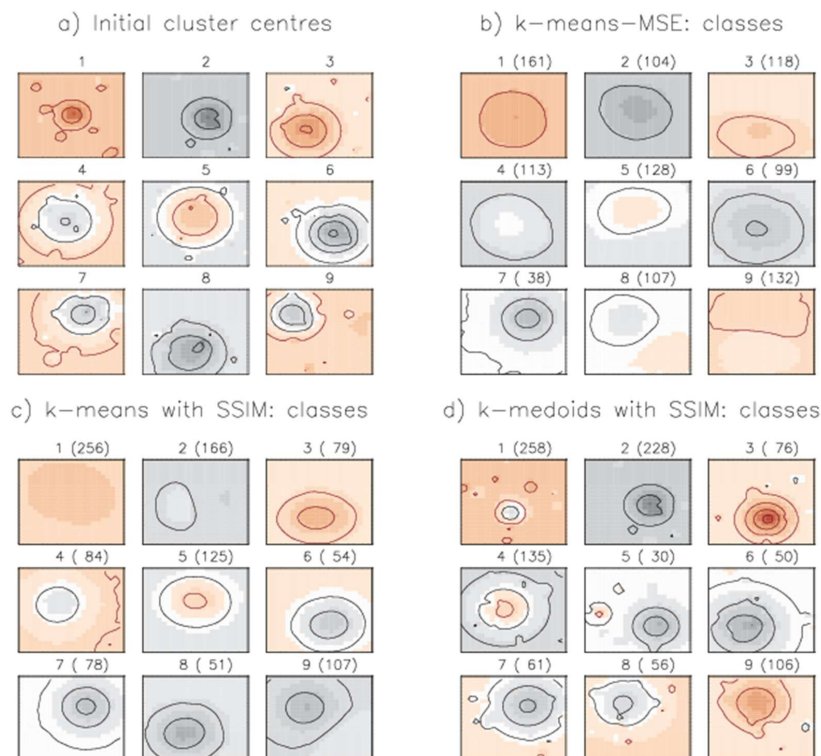 a) Initial cluster centres
1 2 3
4 5 6
7 8 9
b) k-means-MSE: classes
1 (161) 2 (104) 3 (118)
4 (113) 5 (128) 6 ( 99)
7 ( 38) 8 (107) 9 (132)
c) k-means with SSIM: classes
1 (256) 2 (166) 3 ( 79)
4 ( 84) 5 (125) 6 ( 54)
7 ( 78) 8 ( 51) 9 (107)
d) k-medoids with SSIM: classes
1 (258) 2 (228) 3 ( 76)
4 (135) 5 ( 30) 6 ( 50)
7 ( 61) 8 ( 56) 9 (106)